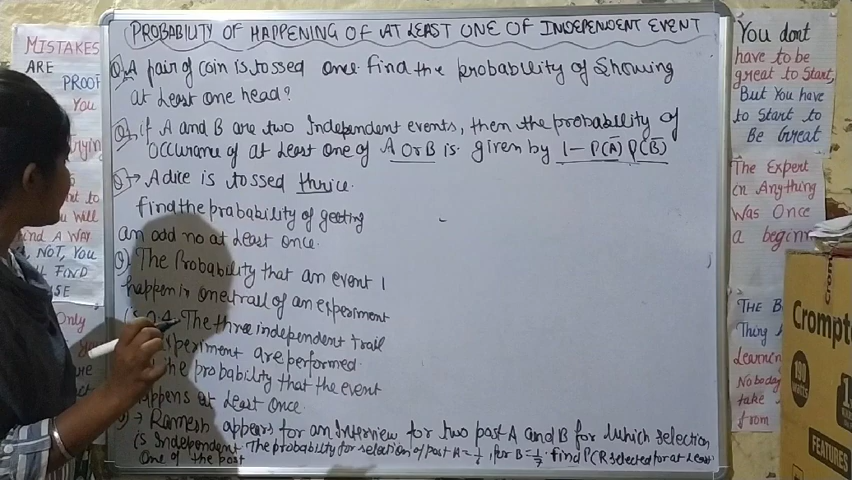 PROBABILITY OF HAPPENING OF AT LEAST ONE OF INDEPENDENT EVENT
Q. A pair of coin is tossed once find the probability of Showing
at least one head?
Q. if A and B are two Independent events, then the probability of
occurance of at least one of A Or B is given by 1 - P(A̅) P(B̅)
Q → A dice is tossed thrice.
find the probability of geeting
an odd no at least once.
Q) The Probability that an event
happen in one trail of an experiment
is 0.4. The three independent trail
experiment are performed.
the probability that the event
happens at least once.
Q) → Ramesh appears for an Interview for two post A and B for which selection
is Independent The probability for selection of post A = 1/6, for B = 1/7. find P(R selected for at least
one of the post
MISTAKES
ARE
PROOF
YOU
Trying
You dont
have to be
great to Start,
But You have
to Start to
Be Great
The Expert
in Anything
Was Once
a beginn
THE B
Thing A
Learnin
Nobody
take
from
Crompt
190
FEATURES